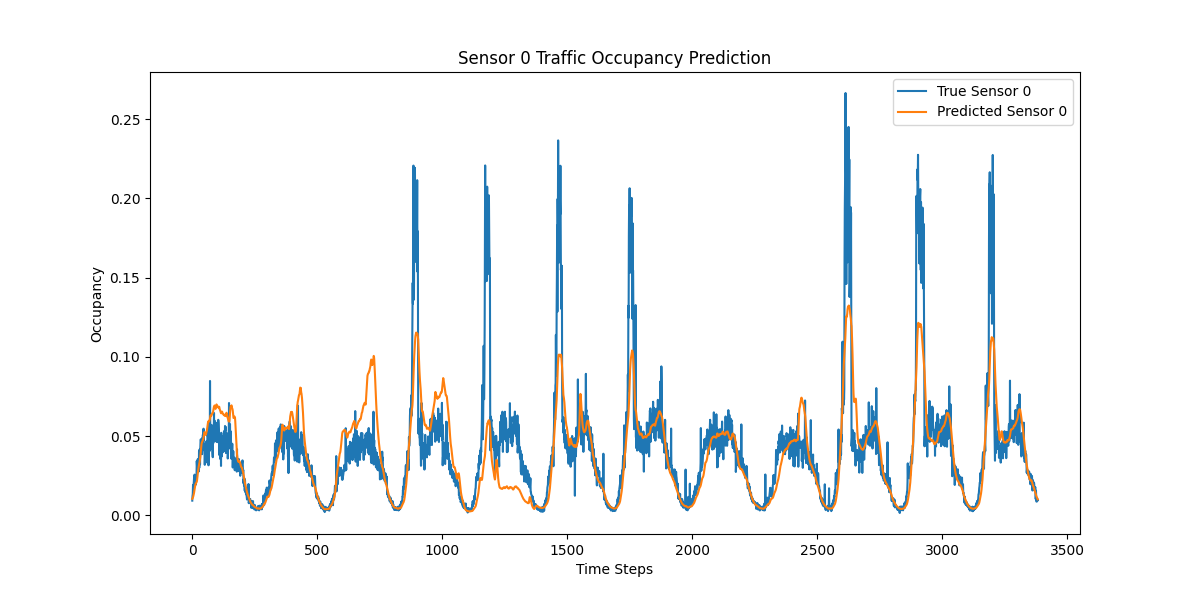 Sensor 0 Traffic Occupancy Prediction
True Sensor 0
Predicted Sensor 0
Occupancy
0.25
0.20
0.15
0.10
0.05
0.00
0 500 1000 1500 2000 2500 3000 3500
Time Steps